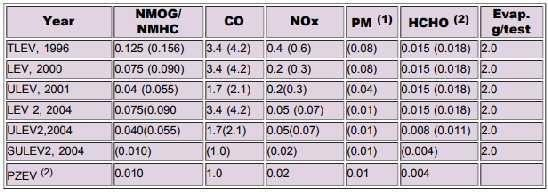 Year NMOG/ NMHC CO NOx PM (1) HCHO (2) Evap. g/test
TLEV, 1996 0.125 (0.156) 3.4 (4.2) 0.4 (0.6) (0.08) 0.015 (0.018) 2.0
LEV, 2000 0.075 (0.090) 3.4 (4.2) 0.2 (0.3) (0.08) 0.015 (0.018) 2.0
ULEV, 2001 0.04 (0.055) 1.7 (2.1) 0.2(0.3) (0.04) 0.015 (0.018) 2.0
LEV 2, 2004 0.075(0.090 3.4 (4.2) 0.05 (0.07) (0.01) 0.015 (0.018) 2.0
ULEV2,2004 0.040(0.055) 1.7(2.1) 0.05(0.07) (0.01) 0.008 (0.011) 2.0
SULEV2, 2004 (0.010) (1.0) (0.02) (0.01) (0.004) 2.0
PZEV (2) 0.010 1.0 0.02 0.01 0.004